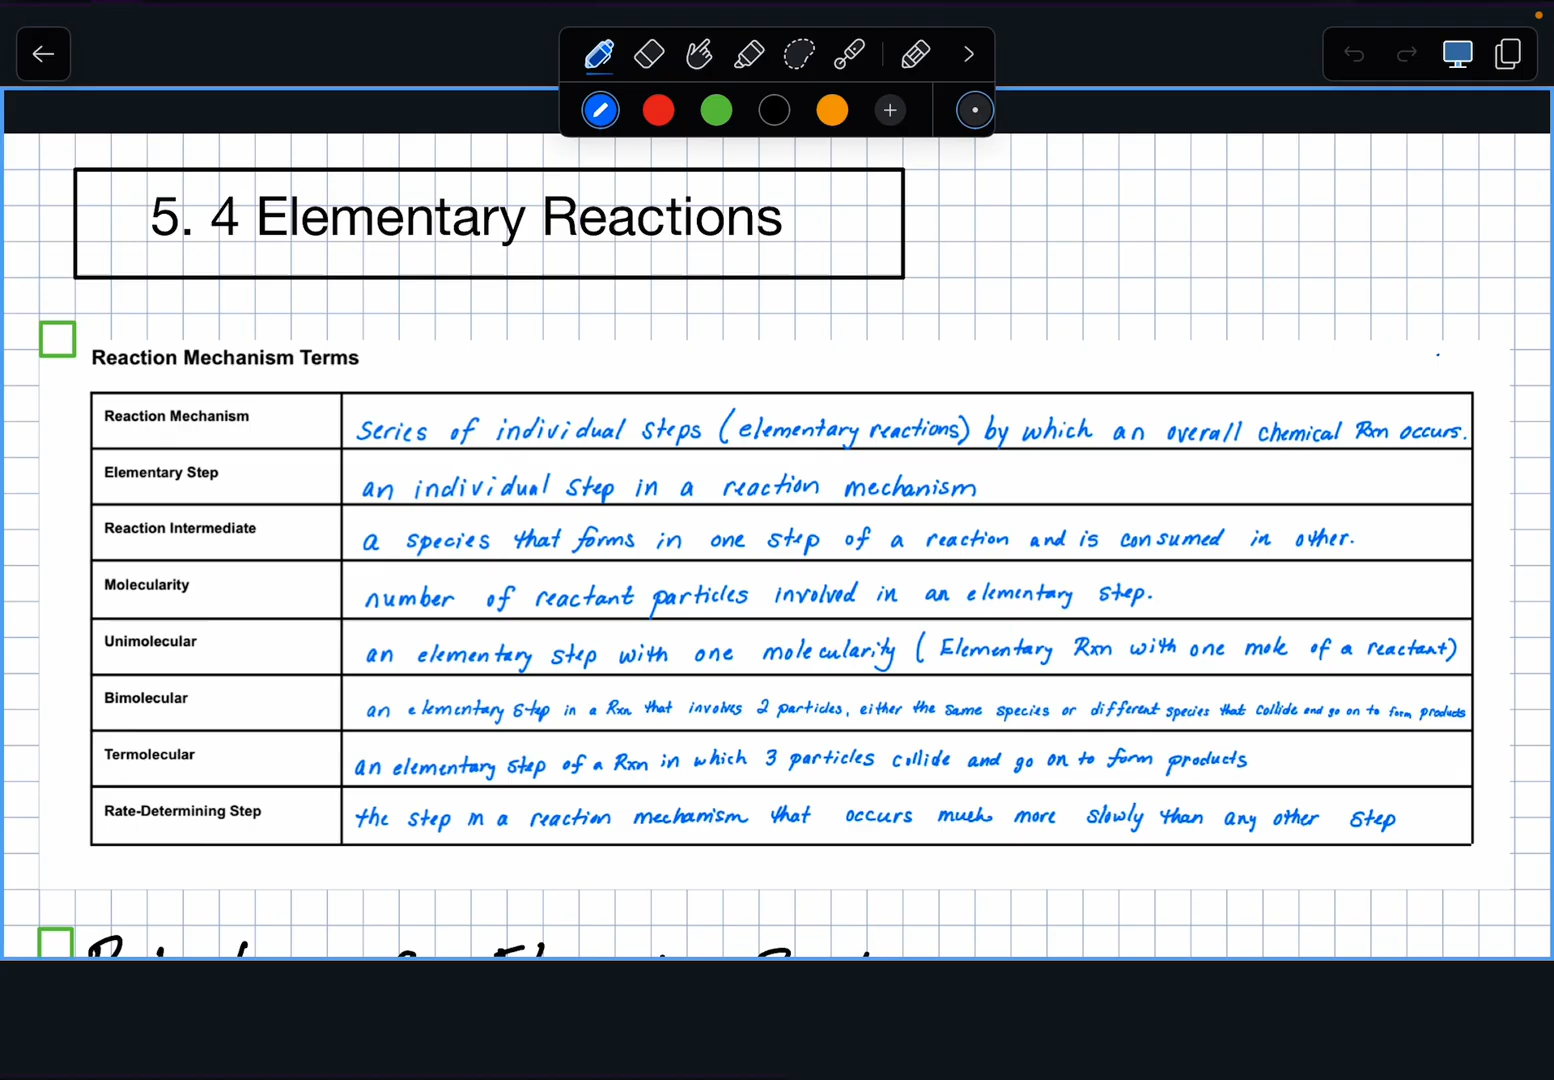 5. 4 Elementary Reactions
Reaction Mechanism Terms
Reaction Mechanism
Series of individual steps (elementary reactions) by which an overall chemical Rxn occurs.
Elementary Step
an individual step in a reaction mechanism
Reaction Intermediate
a species that forms in one step of a reaction and is consumed in other.
Molecularity
number of reactant particles involved in an elementary step.
Unimolecular
an elementary step with one molecularity (Elementary Rxn with one mole of a reactant)
Bimolecular
an elementary step in a Rxn that involves 2 particles, either the same species or different species that collide and go on to form products
Termolecular
an elementary step of a Rxn in which 3 particles collide and go on to form products
Rate-Determining Step
the step in a reaction mechanism that occurs much more slowly than any other step